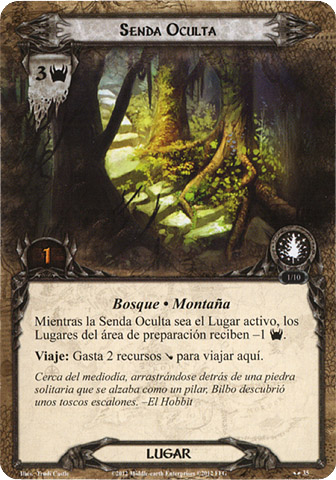 Senda Oculta
3
1
1/10
Bosque • Montaña
Mientras la Senda Oculta sea el Lugar activo, los
Lugares del área de preparación reciben –1
Viaje: Gasta 2 recursos para viajar aquí.
Cerca del mediodía, arrastrándose detrás de una piedra
solitaria que se alzaba como un pilar, Bilbo descubrió
unos toscos escalones. –El Hobbit
LUGAR
©2012 Middle-earth Enterprises ©2012 FFG
35